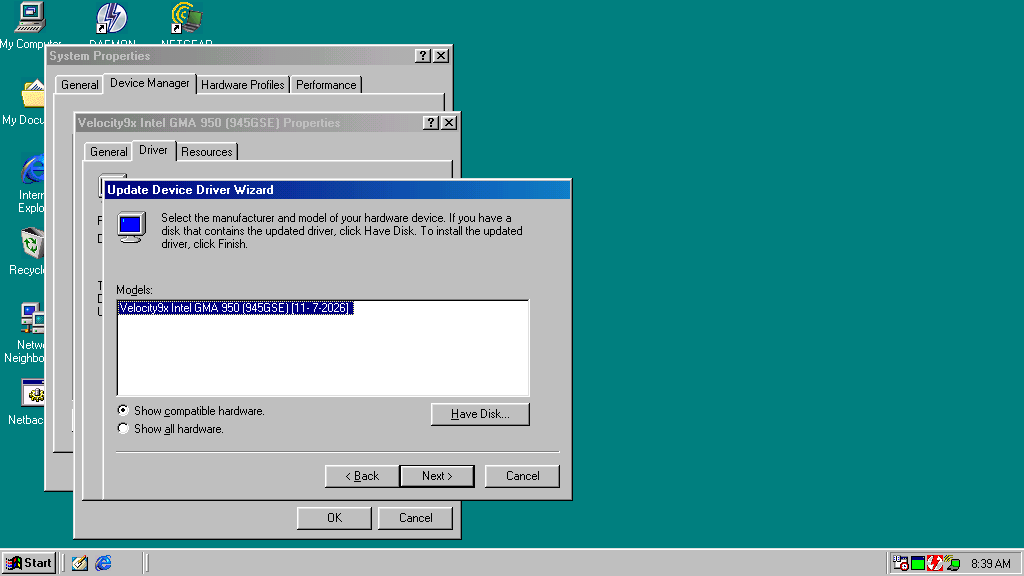 My Computer
DAEMON
NETSEAR
System Properties
General
Device Manager
Hardware Profiles
Performance
My Docu
Velocity9x Intel GMA 950 (945GSE) Properties
General
Driver
Resources
Update Device Driver Wizard
Select the manufacturer and model of your hardware device. If you have a
disk that contains the updated driver, click Have Disk. To install the updated
driver, click Finish.
Intern
Explo
Recycl
Models:
Velocity9x Intel GMA 950 (945GSE) [11- 7-2026]
Netw
Neighbo
Show compatible hardware.
Show all hardware.
Have Disk...
Netbac
< Back
Next >
Cancel
OK
Cancel
Start
8:39 AM